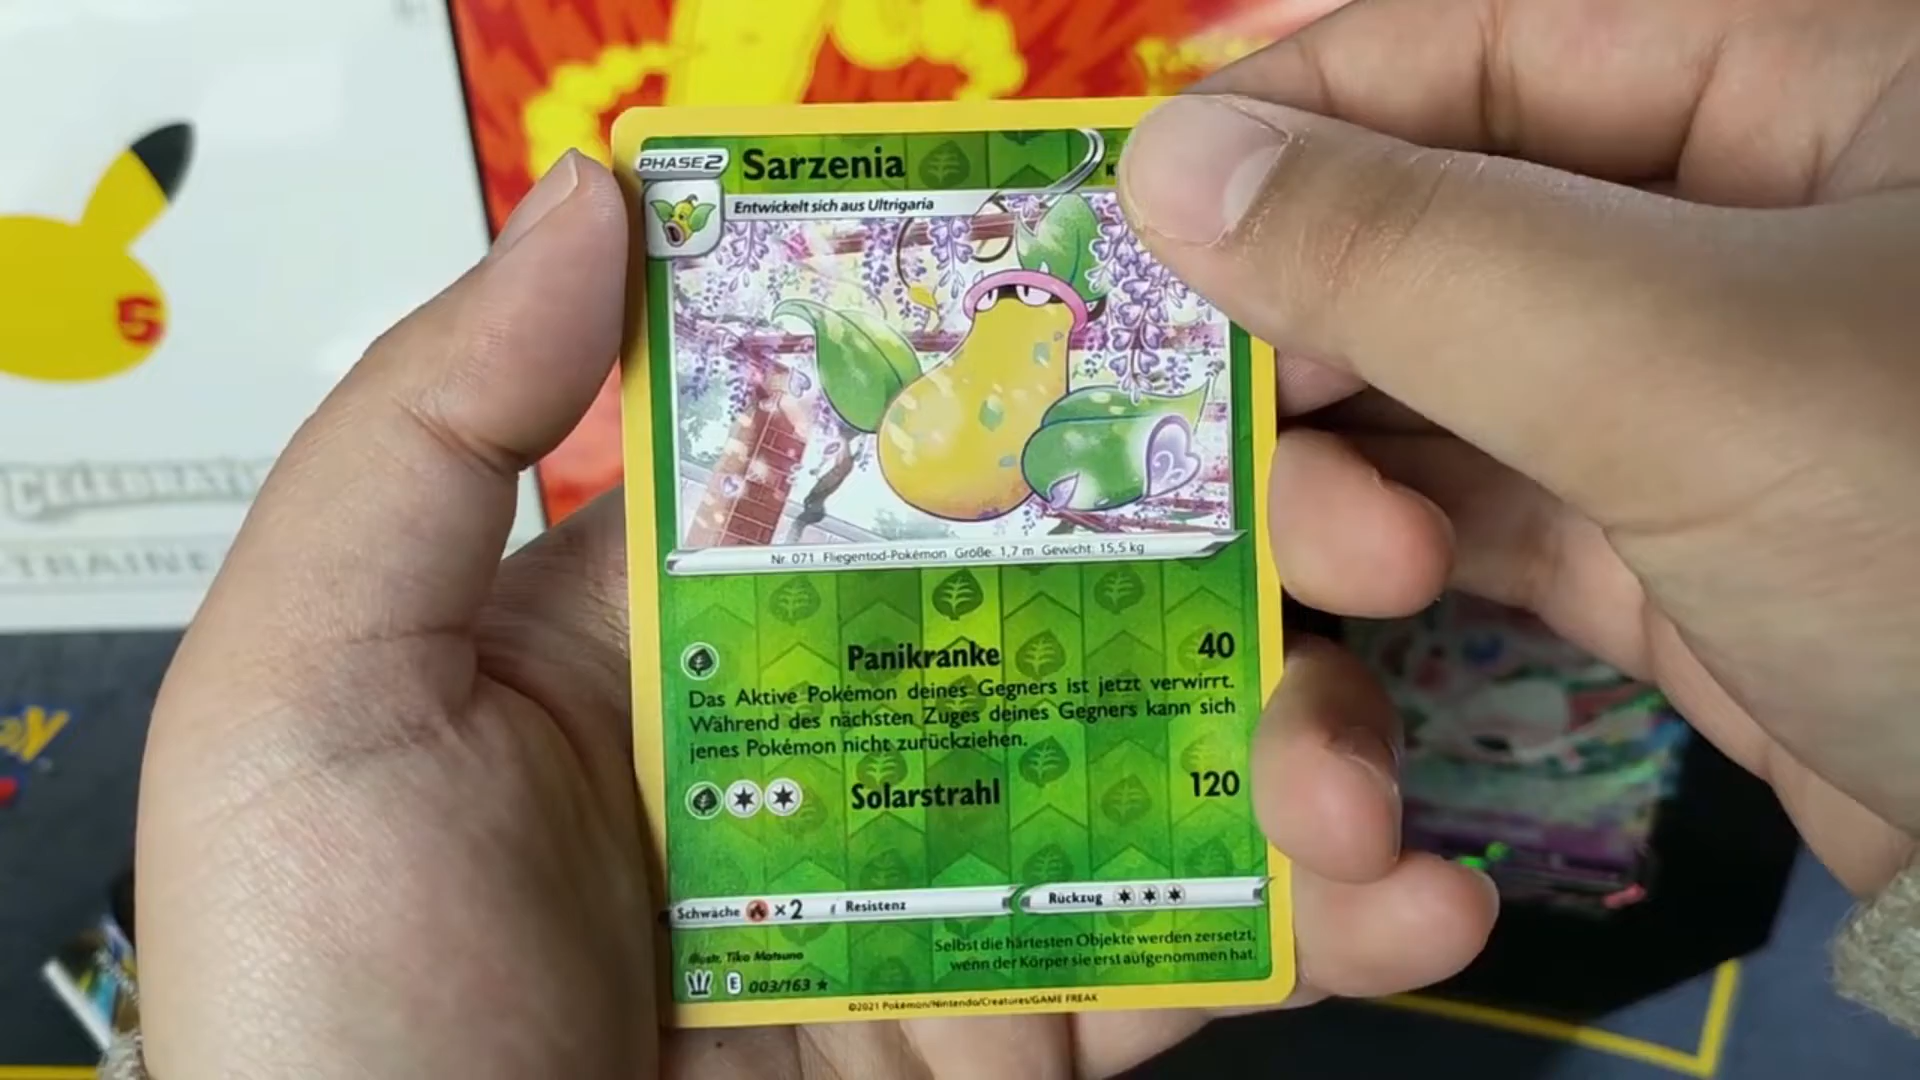 PHASE 2
Sarzenia
Entwickelt sich aus Ultrigaria
Nr. 071 Fliegentod-Pokémon Größe: 1,7 m Gewicht: 15,5 kg
Panikranke 40
Das Aktive Pokémon deines Gegners ist jetzt verwirrt.
Während des nächsten Zuges deines Gegners kann sich
jenes Pokémon nicht zurückziehen.
Solarstrahl 120
Schwäche ×2 Resistenz Rückzug
Selbst die härtesten Objekte werden zersetzt,
wenn der Körper sie erst aufgenommen hat.
Illustr. Tika Matsuno
E 003/163 ★
©2021 Pokémon/Nintendo/Creatures/GAME FREAK
5